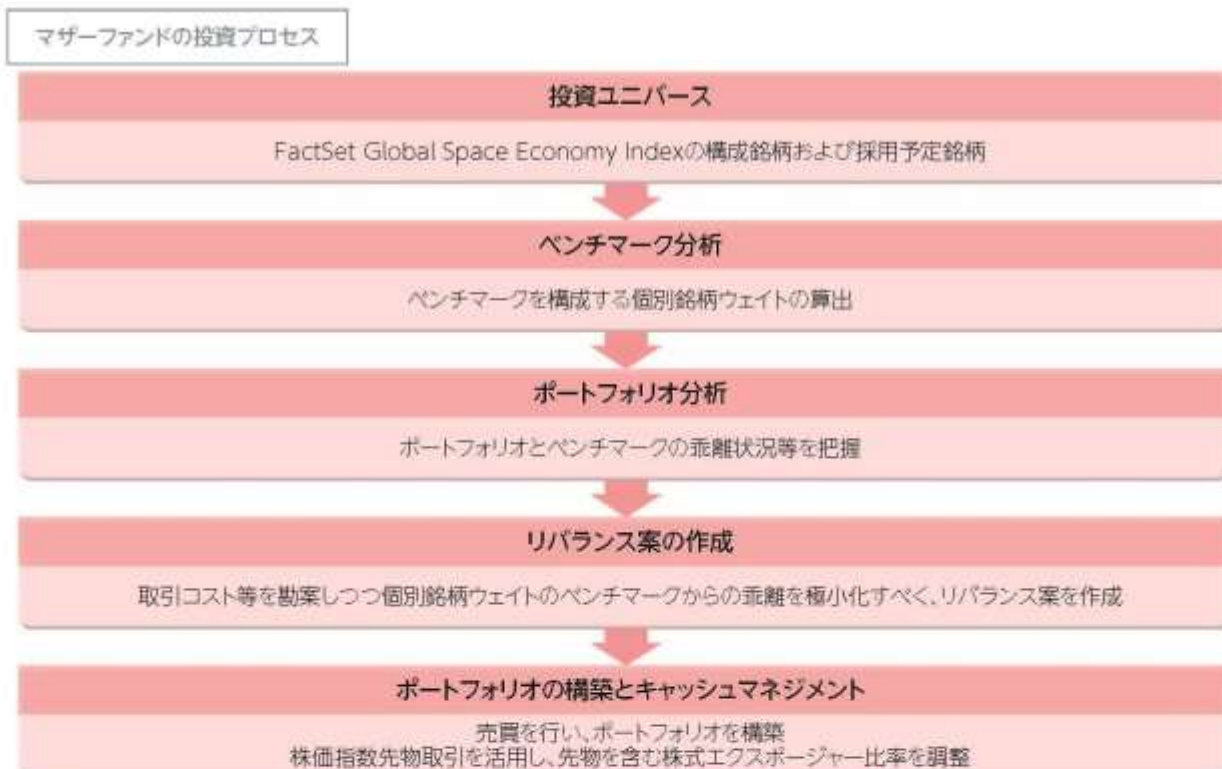 マザーファンドの投資プロセス
投資ユニバース
FactSet Global Space Economy Indexの構成銘柄および採用予定銘柄
ベンチマーク分析
ベンチマークを構成する個別銘柄ウェイトの算出
ポートフォリオ分析
ポートフォリオとベンチマークの乖離状況等を把握
リバランス案の作成
取引コスト等を勘案しつつ個別銘柄ウェイトのベンチマークからの乖離を極小化すべく、リバランス案を作成
ポートフォリオの構築とキャッシュマネジメント
売買を行い、ポートフォリオを構築
株価指数先物取引を活用し、先物を含む株式エクスポージャー比率を調整